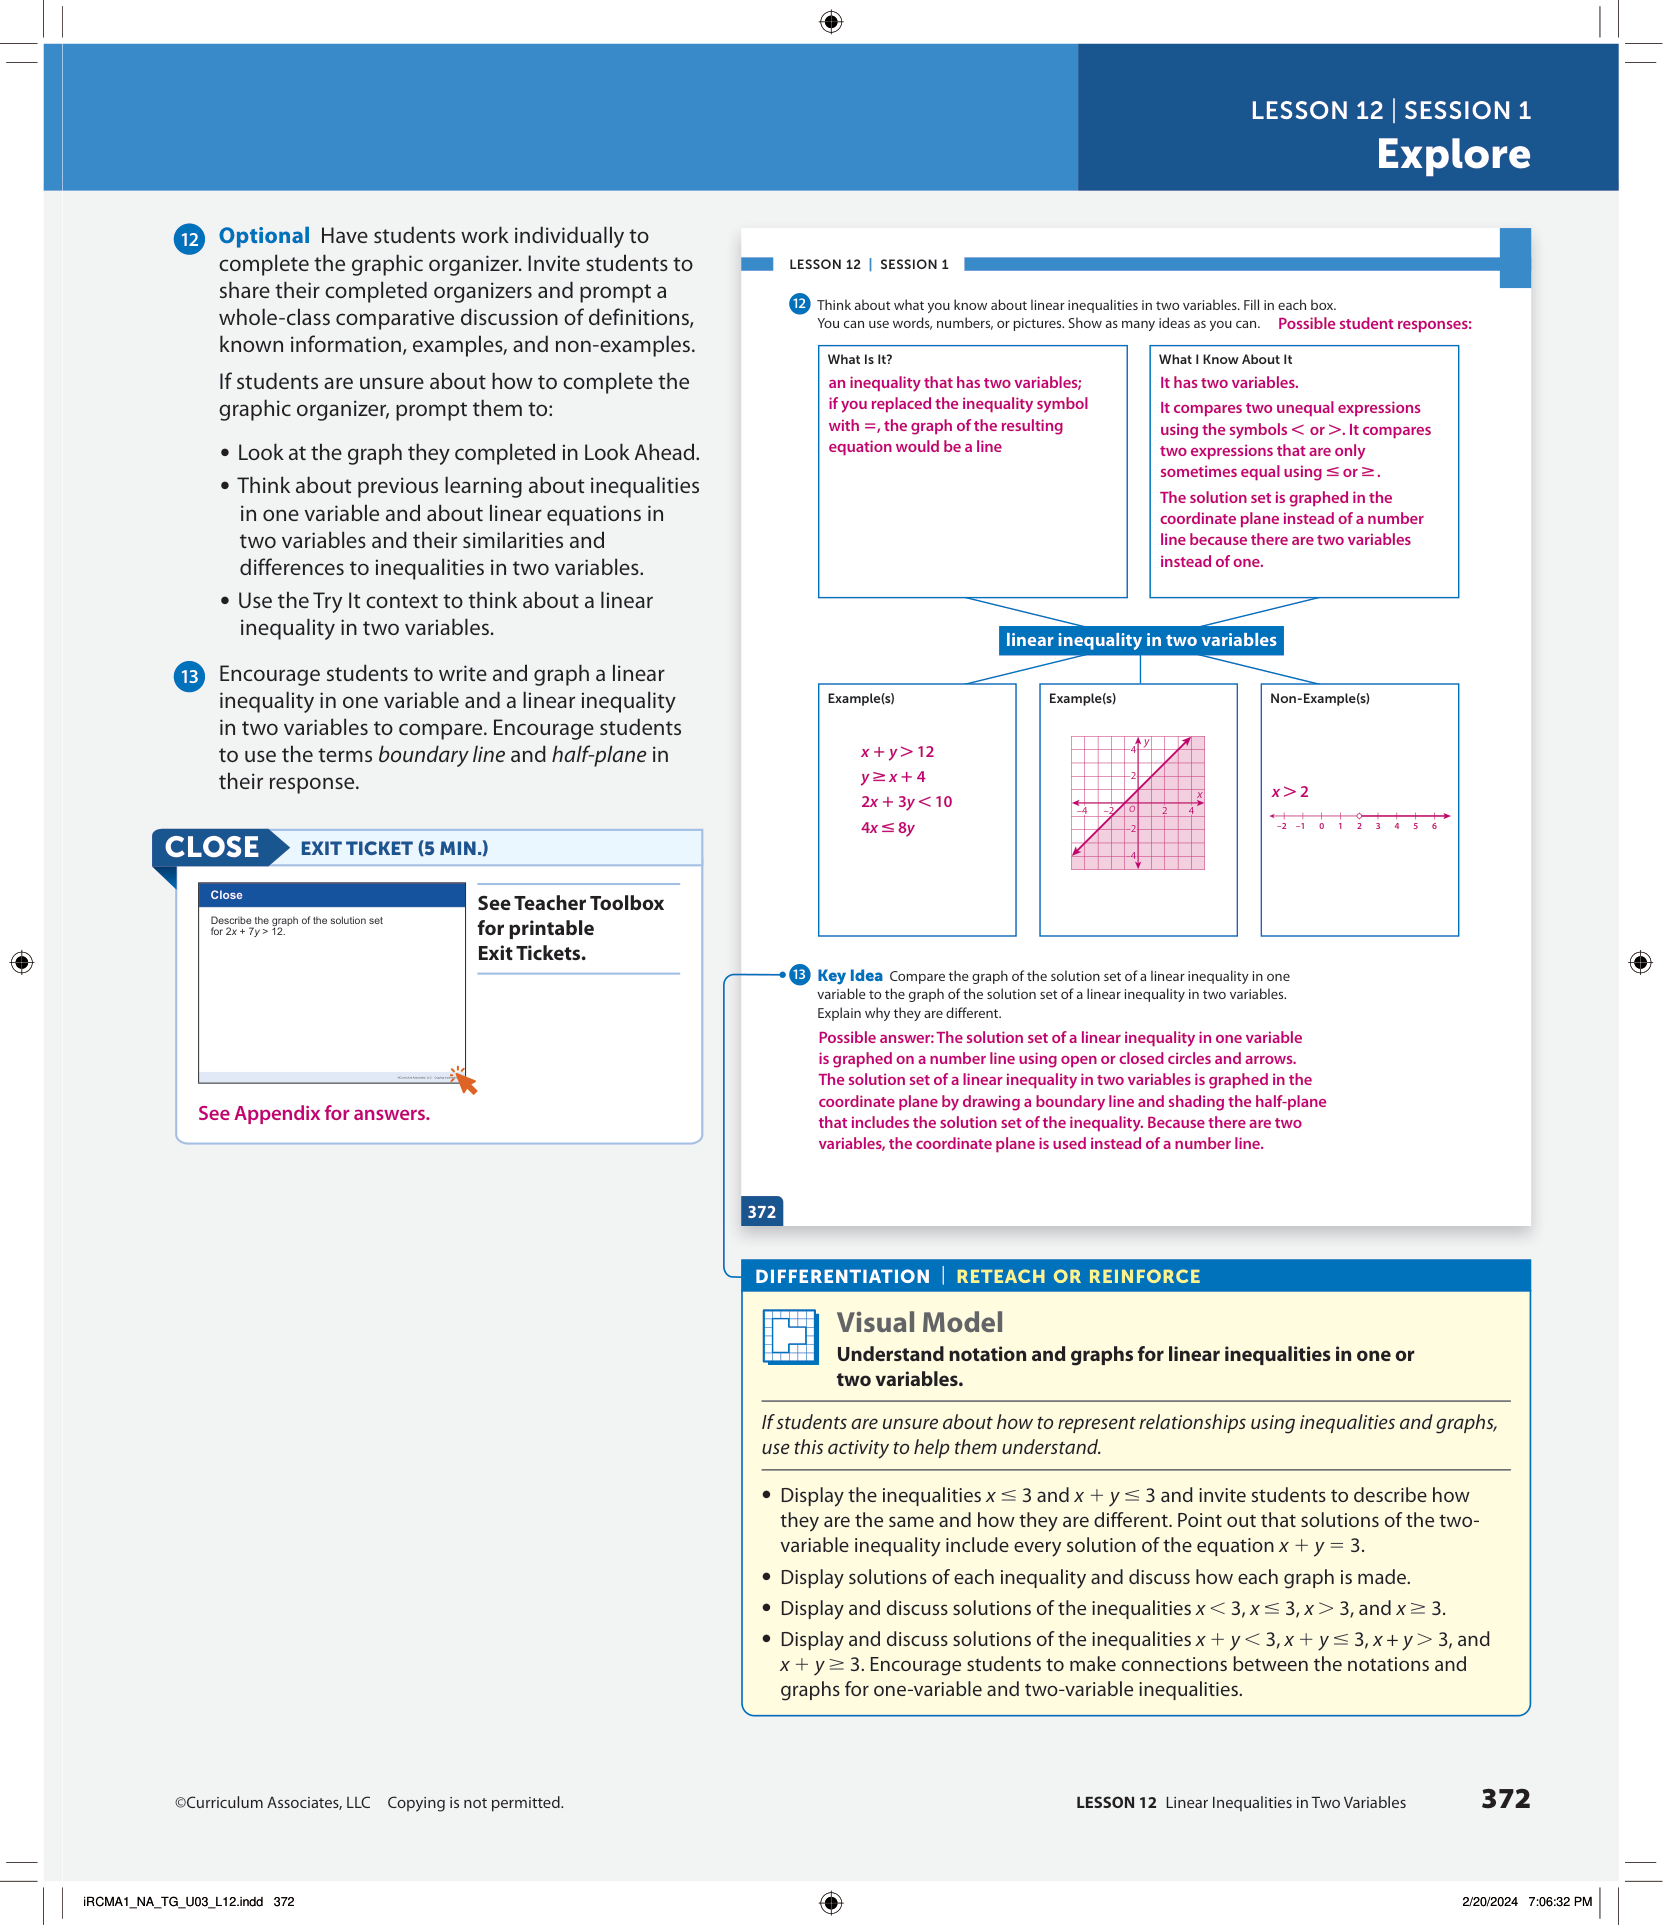 LESSON 12 | SESSION 1
Explore
12 Optional Have students work individually to
complete the graphic organizer. Invite students to
share their completed organizers and prompt a
whole-class comparative discussion of definitions,
known information, examples, and non-examples.
If students are unsure about how to complete the
graphic organizer, prompt them to:
• Look at the graph they completed in Look Ahead.
• Think about previous learning about inequalities
in one variable and about linear equations in
two variables and their similarities and
differences to inequalities in two variables.
• Use the Try It context to think about a linear
inequality in two variables.
13 Encourage students to write and graph a linear
inequality in one variable and a linear inequality
in two variables to compare. Encourage students
to use the terms boundary line and half-plane in
their response.
CLOSE EXIT TICKET (5 MIN.)
Close
Describe the graph of the solution set
for 2x + 7y > 12.
See Teacher Toolbox
for printable
Exit Tickets.
See Appendix for answers.
LESSON 12 | SESSION 1
12 Think about what you know about linear inequalities in two variables. Fill in each box.
You can use words, numbers, or pictures. Show as many ideas as you can. Possible student responses:
What Is It?
an inequality that has two variables;
if you replaced the inequality symbol
with =, the graph of the resulting
equation would be a line
What I Know About It
It has two variables.
It compares two unequal expressions
using the symbols < or >. It compares
two expressions that are only
sometimes equal using ≤ or ≥.
The solution set is graphed in the
coordinate plane instead of a number
line because there are two variables
instead of one.
linear inequality in two variables
Example(s)
x + y > 12
y ≥ x + 4
2x + 3y < 10
4x ≤ 8y
Example(s)
4 y
2
x
–4 –2 O 2 4
–2
–4
Non-Example(s)
x > 2
–2 –1 0 1 2 3 4 5 6
13 Key Idea Compare the graph of the solution set of a linear inequality in one
variable to the graph of the solution set of a linear inequality in two variables.
Explain why they are different.
Possible answer: The solution set of a linear inequality in one variable
is graphed on a number line using open or closed circles and arrows.
The solution set of a linear inequality in two variables is graphed in the
coordinate plane by drawing a boundary line and shading the half-plane
that includes the solution set of the inequality. Because there are two
variables, the coordinate plane is used instead of a number line.
372
DIFFERENTIATION | RETEACH OR REINFORCE
Visual Model
Understand notation and graphs for linear inequalities in one or
two variables.
If students are unsure about how to represent relationships using inequalities and graphs,
use this activity to help them understand.
• Display the inequalities x ≤ 3 and x + y ≤ 3 and invite students to describe how
they are the same and how they are different. Point out that solutions of the two-
variable inequality include every solution of the equation x + y = 3.
• Display solutions of each inequality and discuss how each graph is made.
• Display and discuss solutions of the inequalities x < 3, x ≤ 3, x > 3, and x ≥ 3.
• Display and discuss solutions of the inequalities x + y < 3, x + y ≤ 3, x + y > 3, and
x + y ≥ 3. Encourage students to make connections between the notations and
graphs for one-variable and two-variable inequalities.
©Curriculum Associates, LLC Copying is not permitted.
LESSON 12 Linear Inequalities in Two Variables 372
iRCMA1_NA_TG_U03_L12.indd 372
2/20/2024 7:06:32 PM